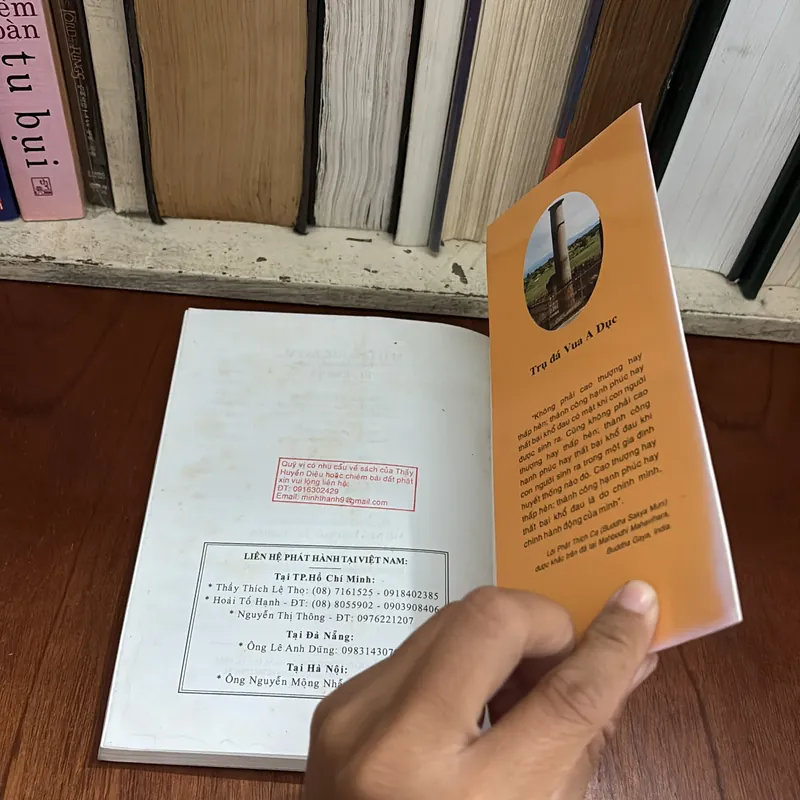 ếm
oàn
tu bụi
Trụ đá Vua A Dục
"Không phải cao thượng hay
thấp hèn; thành công hạnh phúc hay
thất bại khổ đau có mặt khi con người
được sinh ra. Cũng không phải cao
thượng hay thấp hèn; thành công
hạnh phúc hay thất bại khổ đau khi
con người sinh ra trong một gia đình
huyết thống nào đó. Cao thượng hay
thấp hèn; thành công hạnh phúc hay
thất bại khổ đau là do chính mình,
chính hành động của mình".
Lời Phật Thích Ca (Buddha Sakya Muni)
được khắc trên đá tại Mahbodhi Mahavihara,
Buddha Gaya, India
Quý vị có nhu cầu về sách của Thầy
Huyền Diệu hoặc chiêm bái đất phật
xin vui lòng liên hệ:
ĐT: 0916302429
Email: minhthanh9@gmail.com
LIÊN HỆ PHÁT HÀNH TẠI VIỆT NAM:
Tại TP.Hồ Chí Minh:
* Thầy Thích Lệ Thọ: (08) 7161525 - 0918402385
* Hoài Tố Hạnh - ĐT: (08) 8055902 - 0903908406
* Nguyễn Thị Thông - ĐT: 0976221207
Tại Đà Nẵng:
* Ông Lê Anh Dũng: 098314307
Tại Hà Nội:
* Ông Nguyễn Mộng